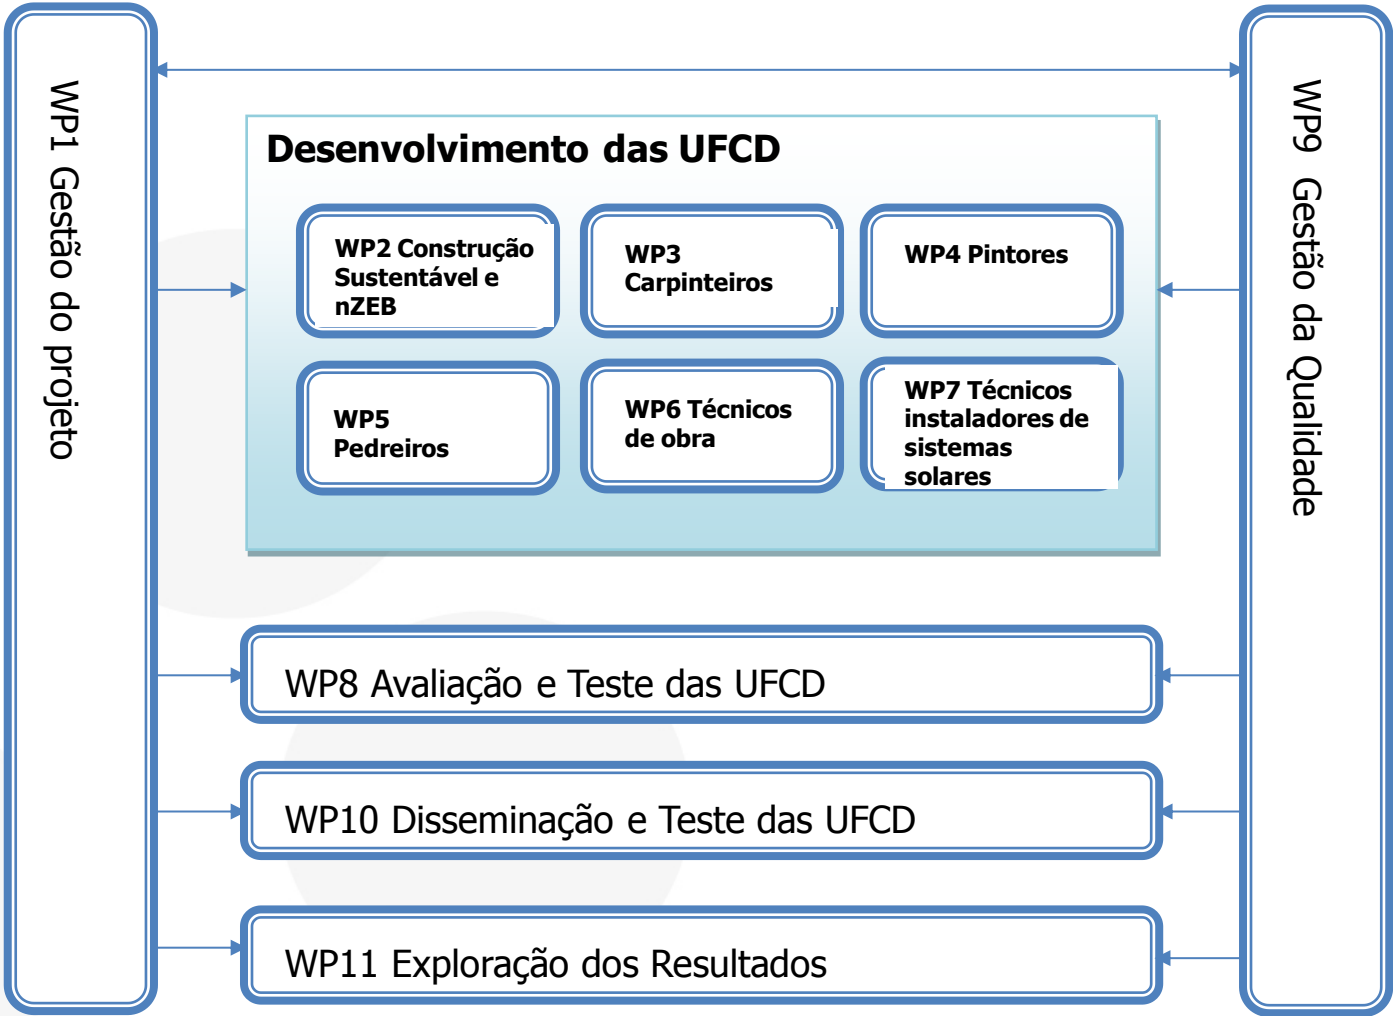 WP1 Gestão do projeto
Desenvolvimento das UFCD
WP2 Construção
Sustentável e
nZEB
WP3
Carpinteiros
WP4 Pintores
WP5
Pedreiros
WP6 Técnicos
de obra
WP7 Técnicos
instaladores de
sistemas
solares
WP8 Avaliação e Teste das UFCD
WP10 Disseminação e Teste das UFCD
WP11 Exploração dos Resultados
WP9 Gestão da Qualidade